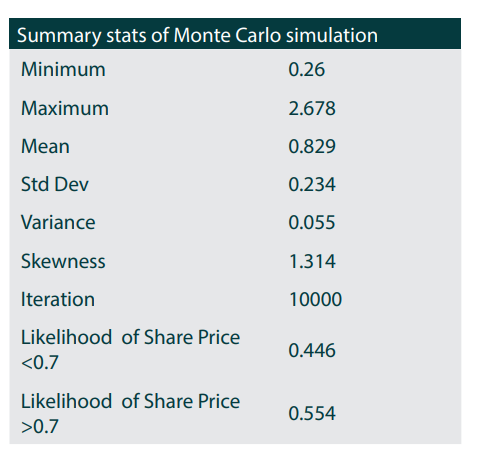 Summary stats of Monte Carlo simulation
Minimum 0.26
Maximum 2.678
Mean 0.829
Std Dev 0.234
Variance 0.055
Skewness 1.314
Iteration 10000
Likelihood of Share Price
<0.7 0.446
Likelihood of Share Price
>0.7 0.554